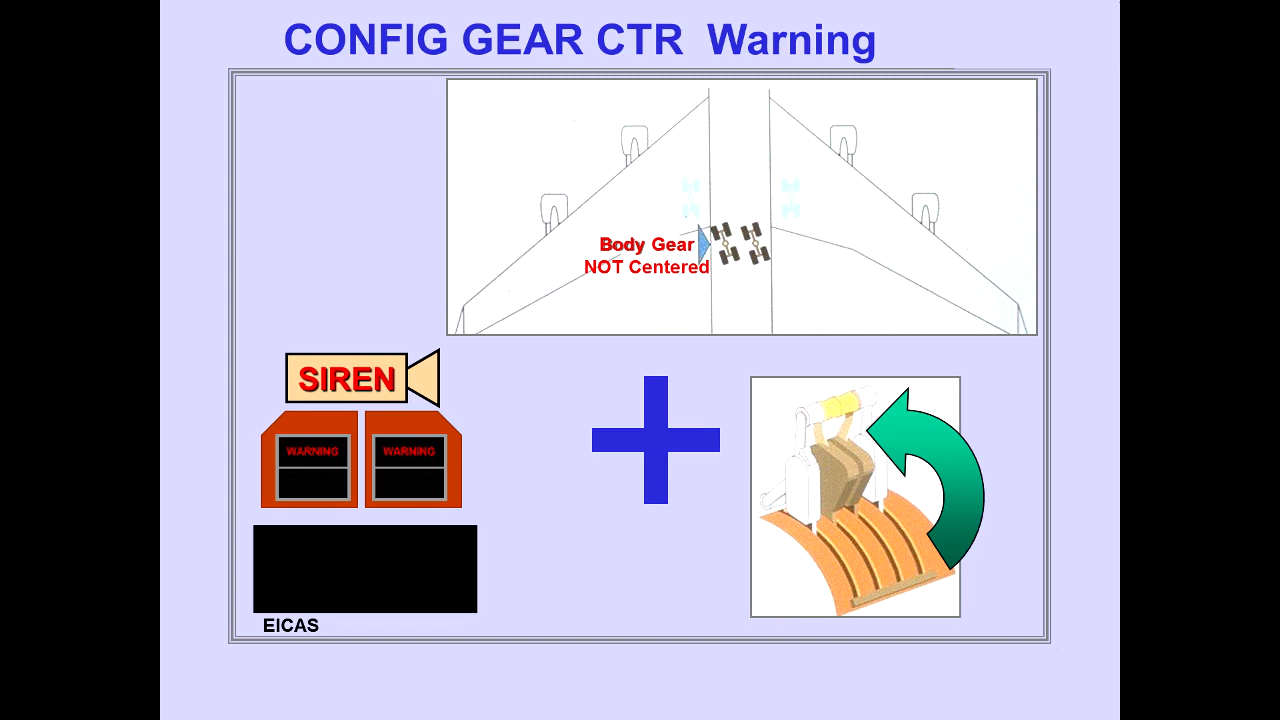 CONFIG GEAR CTR Warning
Body Gear
NOT Centered
SIREN
WARNING
WARNING
EICAS